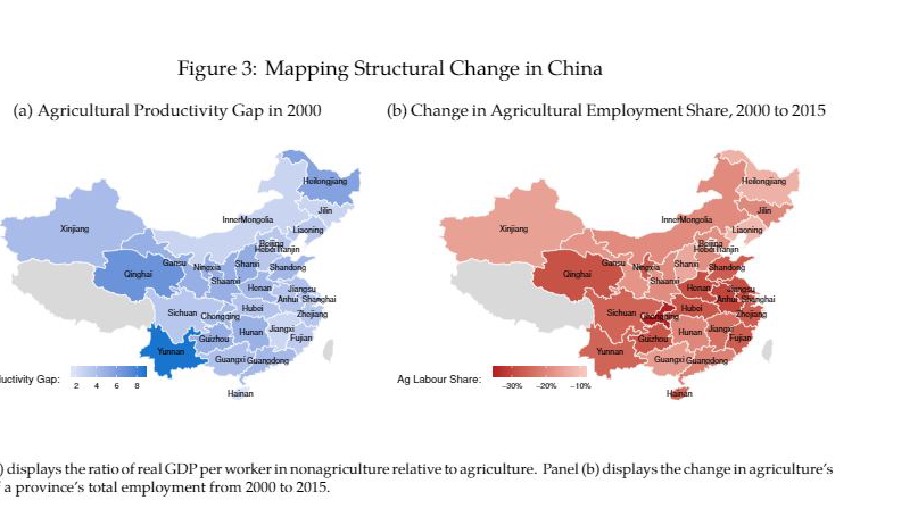 Figure 3: Mapping Structural Change in China
(a) Agricultural Productivity Gap in 2000
(b) Change in Agricultural Employment Share, 2000 to 2015
Heilongjiang
Jilin
InnerMongolia
Xinjiang
Liaoning
Beijing
Hebei Tianjin
Gansu
Ningxia
Shanxi
Shandong
Qinghai
Shaanxi
Henan
Jiangsu
Anhui
Shanghai
Sichuan
Chongqing
Hubei
Zhejiang
Guizhou
Hunan
Jiangxi
Fujian
Yunnan
Guangxi
Guangdong
Hainan
uctivity Gap:
2 4 6 8
Heilongjiang
Jilin
InnerMongolia
Xinjiang
Liaoning
Beijing
Hebei Tianjin
Gansu
Ningxia
Shanxi
Shandong
Qinghai
Shaanxi
Henan
Jiangsu
Anhui
Shanghai
Sichuan
Chongqing
Hubei
Zhejiang
Guizhou
Hunan
Jiangxi
Fujian
Yunnan
Guangxi
Guangdong
Hainan
Ag Labour Share:
−30% −20% −10%
) displays the ratio of real GDP per worker in nonagriculture relative to agriculture. Panel (b) displays the change in agriculture's
a province's total employment from 2000 to 2015.